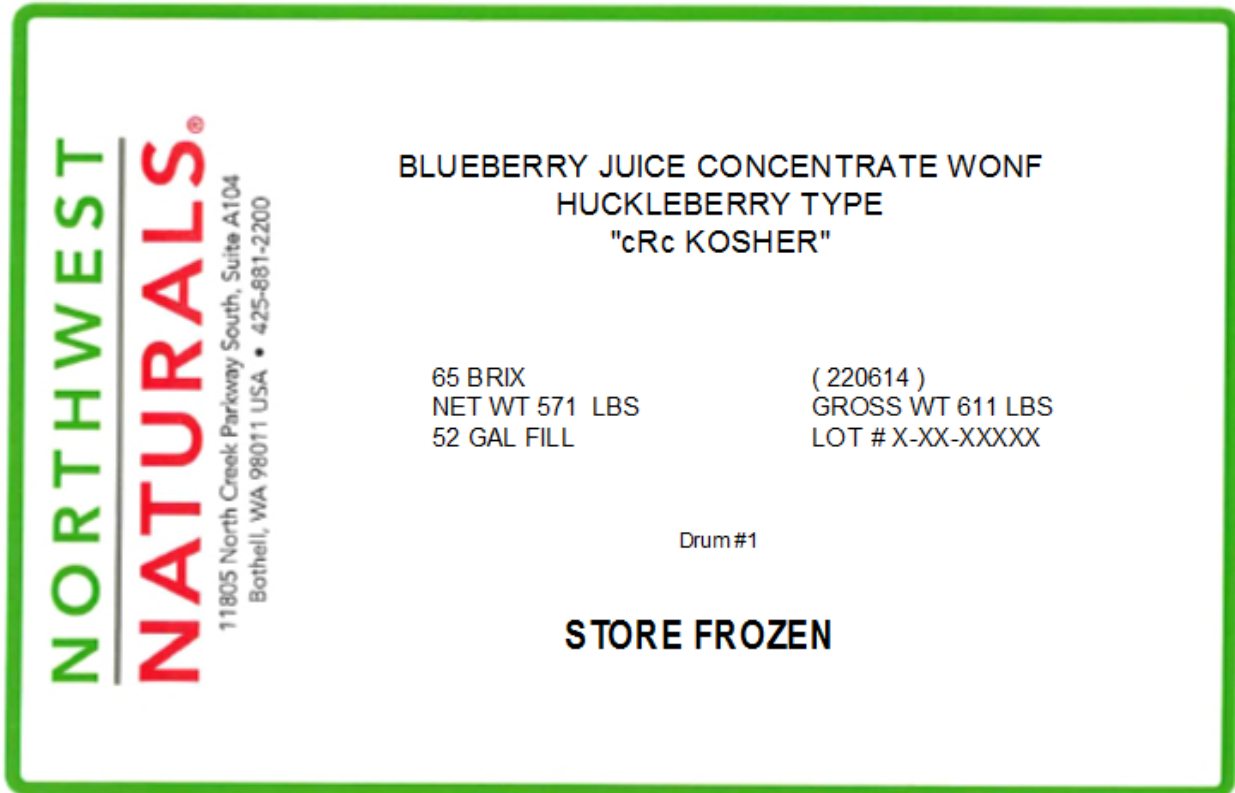 NORTHWEST
NATURALS®
11805 North Creek Parkway South, Suite A104
Bothell, WA 98011 USA • 425-881-2200
BLUEBERRY JUICE CONCENTRATE WONF
HUCKLEBERRY TYPE
"cRc KOSHER"
65 BRIX
NET WT 571 LBS
52 GAL FILL
( 220614 )
GROSS WT 611 LBS
LOT # X-XX-XXXXX
Drum #1
STORE FROZEN